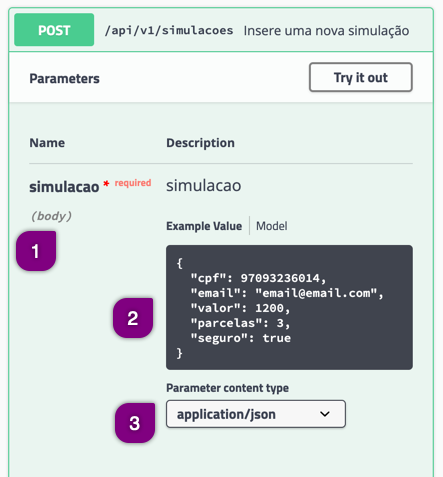 POST /api/v1/simulacoes Insere uma nova simulação
Parameters Try it out
Name Description
simulacao * required simulacao
(body)
1
Example Value Model
{
"cpf": 97093236014,
"email": "email@email.com",
"valor": 1200,
2
"parcelas": 3,
"seguro": true
}
Parameter content type
3 application/json